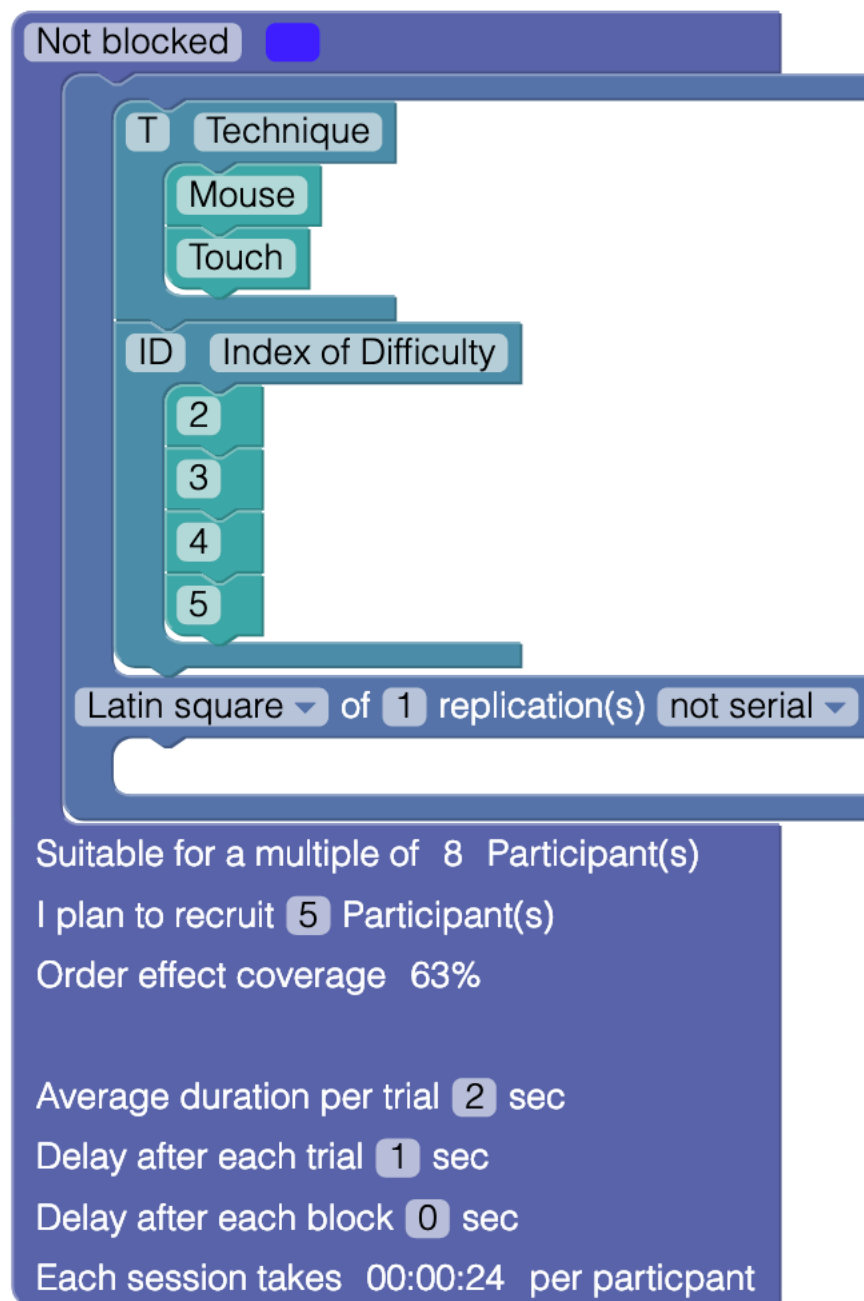 Not blocked
T Technique
Mouse
Touch
ID Index of Difficulty
2
3
4
5
Latin square of 1 replication(s) not serial
Suitable for a multiple of 8 Participant(s)
I plan to recruit 5 Participant(s)
Order effect coverage 63%
Average duration per trial 2 sec
Delay after each trial 1 sec
Delay after each block 0 sec
Each session takes 00:00:24 per particpant